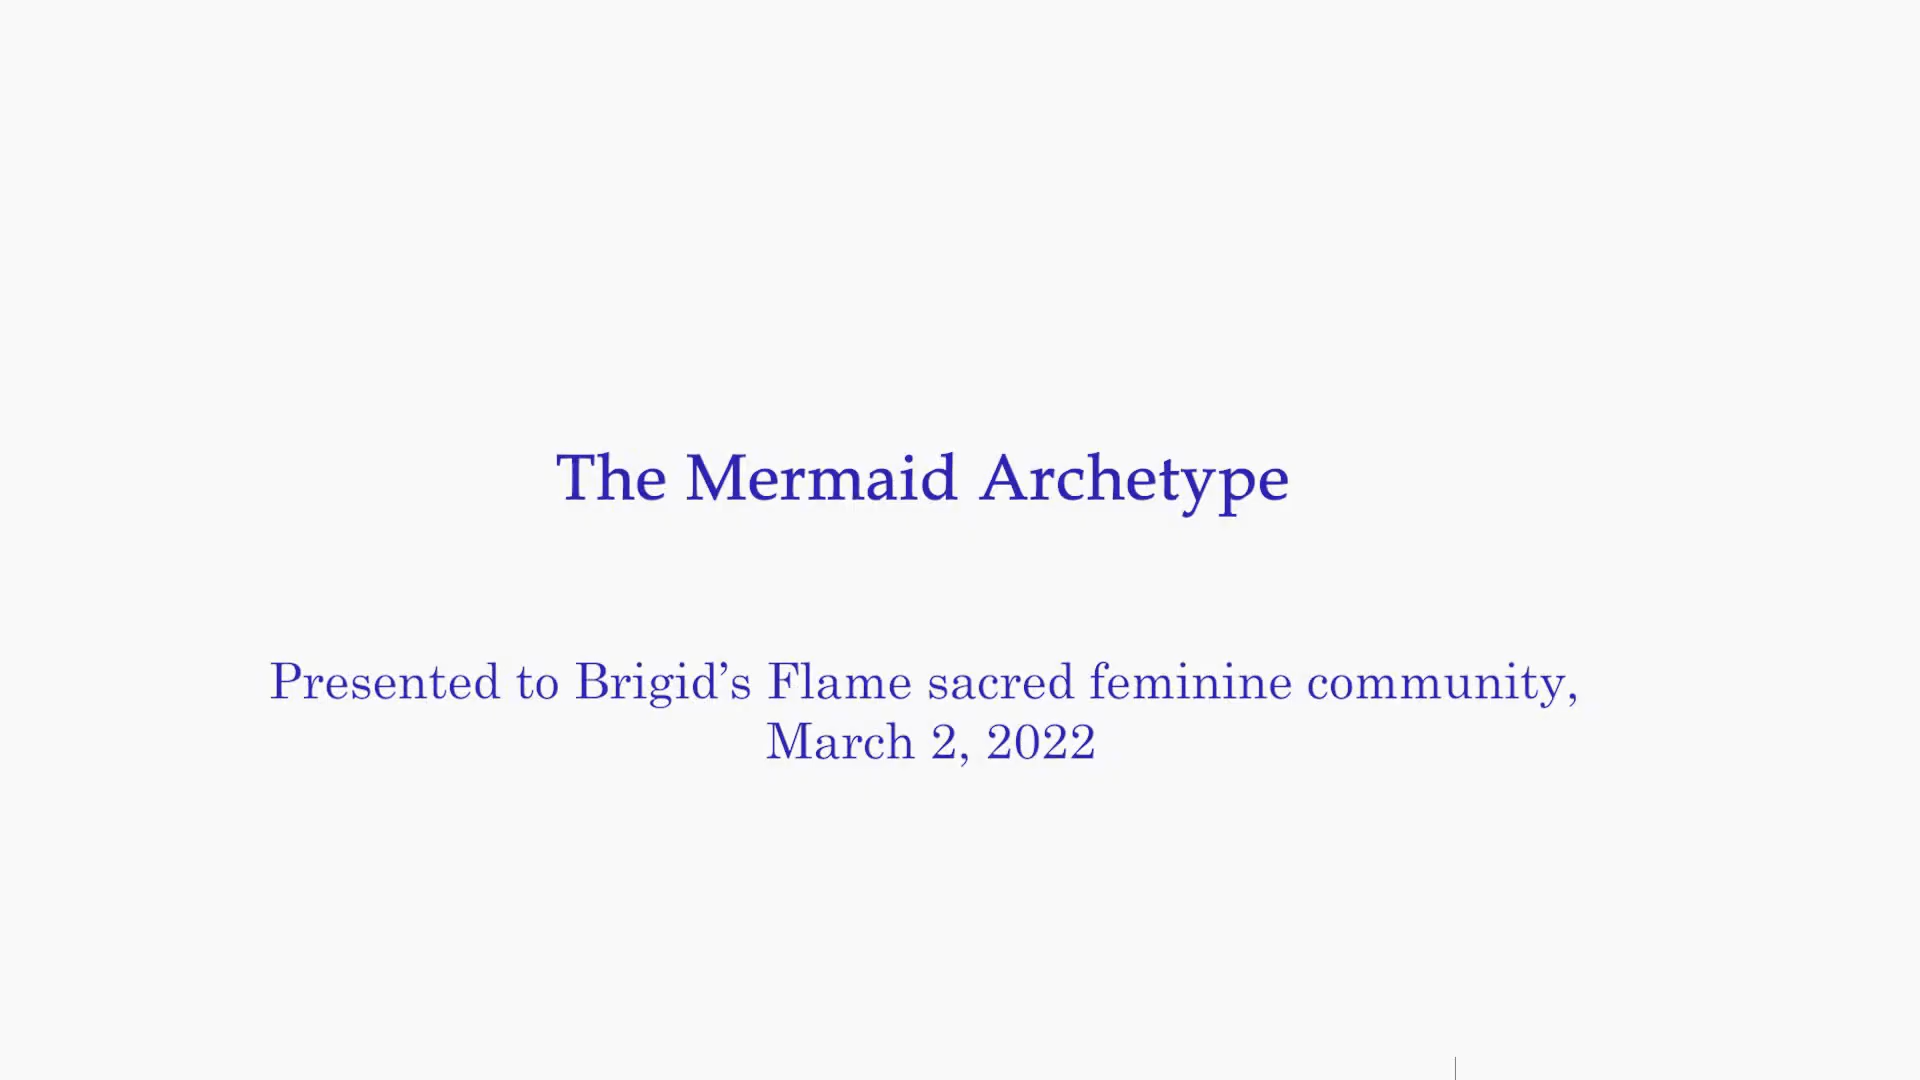 The Mermaid Archetype
Presented to Brigid’s Flame sacred feminine community,
March 2, 2022